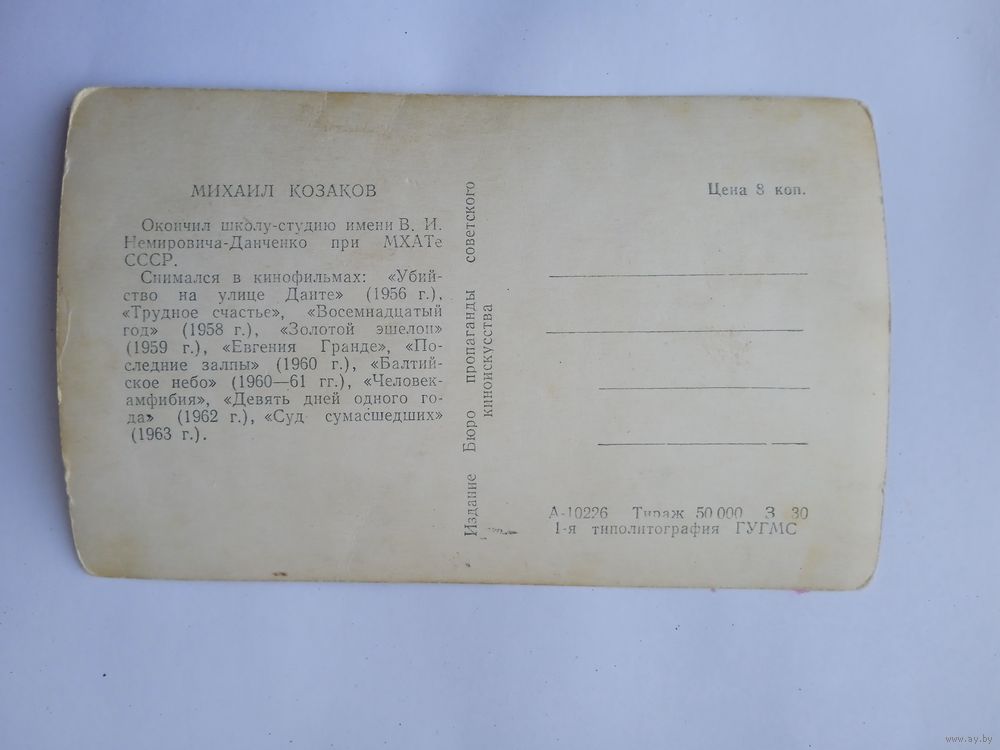 МИХАИЛ КОЗАКОВ
Окончил школу-студию имени В. И.
Немировича-Данченко при МХАТе
СССР.
Снимался в кинофильмах: «Убий-
ство на улице Данте» (1956 г.),
«Трудное счастье», «Восемнадцатый
год» (1958 г.), «Золотой эшелон»
(1959 г.), «Евгения Гранде», «По-
следние залпы» (1960 г.), «Балтий-
ское небо» (1960—61 гг.), «Человек-
амфибия», «Девять дней одного го-
да» (1962 г.), «Суд сумасшедших»
(1963 г.).
Издание Бюро пропаганды советского
киноискусства
Цена 8 коп.
А-10226 Тираж 50 000 З 30
1-я типолитография ГУГМС
www.ay.by